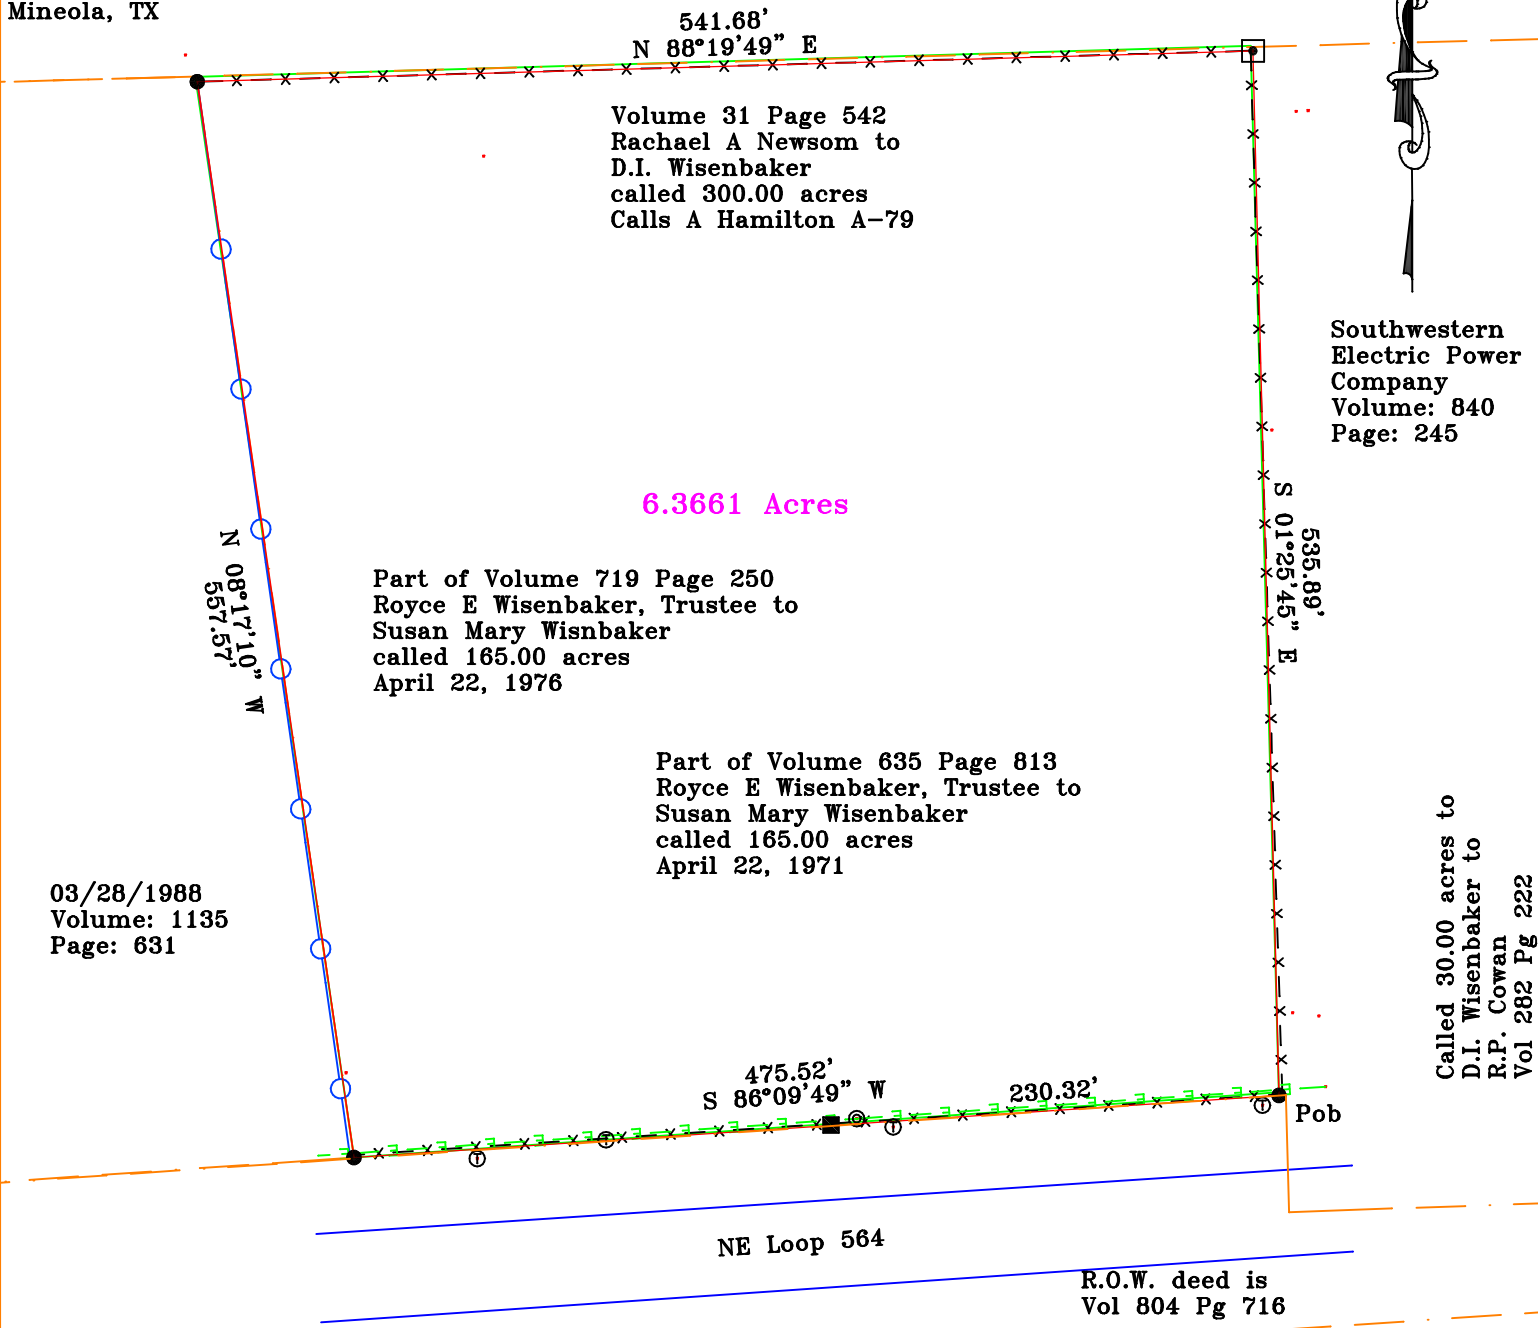 Mineola, TX
541.68'
N 88°19'49" E
Volume 31 Page 542
Rachael A Newsom to
D.I. Wisenbaker
called 300.00 acres
Calls A Hamilton A-79
Southwestern
Electric Power
Company
Volume: 840
Page: 245
6.3661 Acres
S 01°25'45" E
535.89'
N 08°17'10" W
557.57'
Part of Volume 719 Page 250
Royce E Wisenbaker, Trustee to
Susan Mary Wisnbaker
called 165.00 acres
April 22, 1976
Part of Volume 635 Page 813
Royce E Wisenbaker, Trustee to
Susan Mary Wisenbaker
called 165.00 acres
April 22, 1971
03/28/1988
Volume: 1135
Page: 631
Called 30.00 acres to
D.I. Wisenbaker to
R.P. Cowan
Vol 282 Pg 222
475.52'
S 86°09'49" W
230.32'
Pob
T
T
T
T
NE Loop 564
R.O.W. deed is
Vol 804 Pg 716